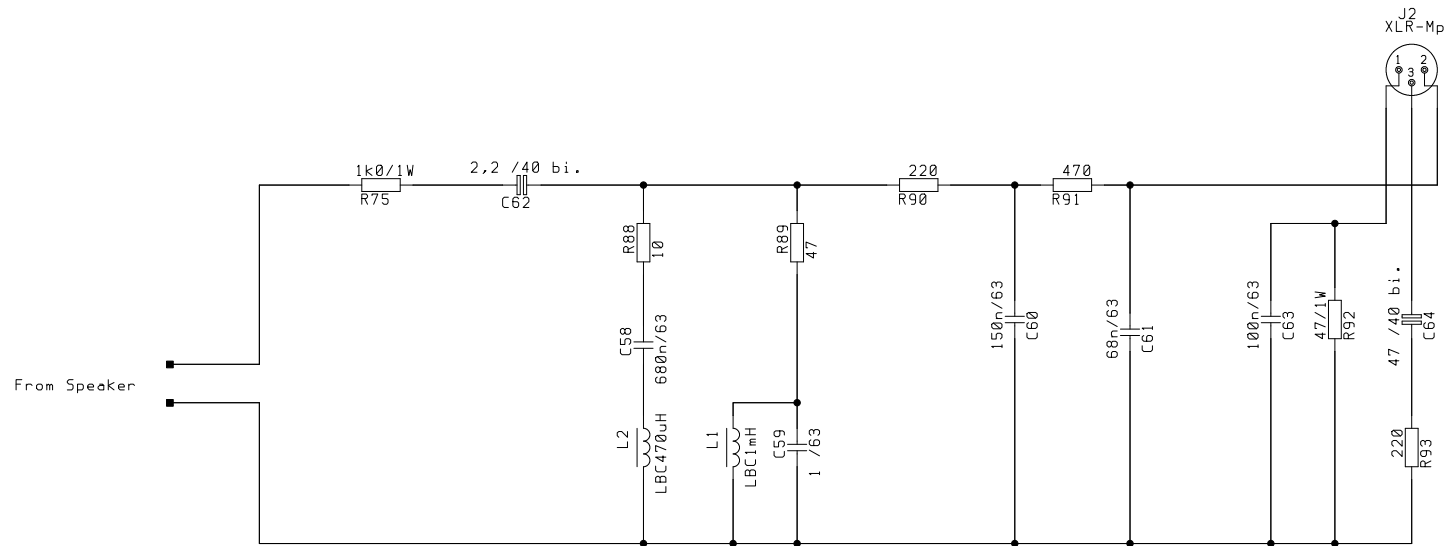 J2
XLR-Mp
1
2
3
1k0/1W
R75
2,2 /40 bi.
C62
220
R90
470
R91
R88
10
R89
47
C58
680n/63
150n/63
C60
68n/63
C61
100n/63
C63
47/1W
R92
47 /40 bi.
C64
From Speaker
L2
LBC470uH
L1
LBC1mH
C59
1 /63
220
R93